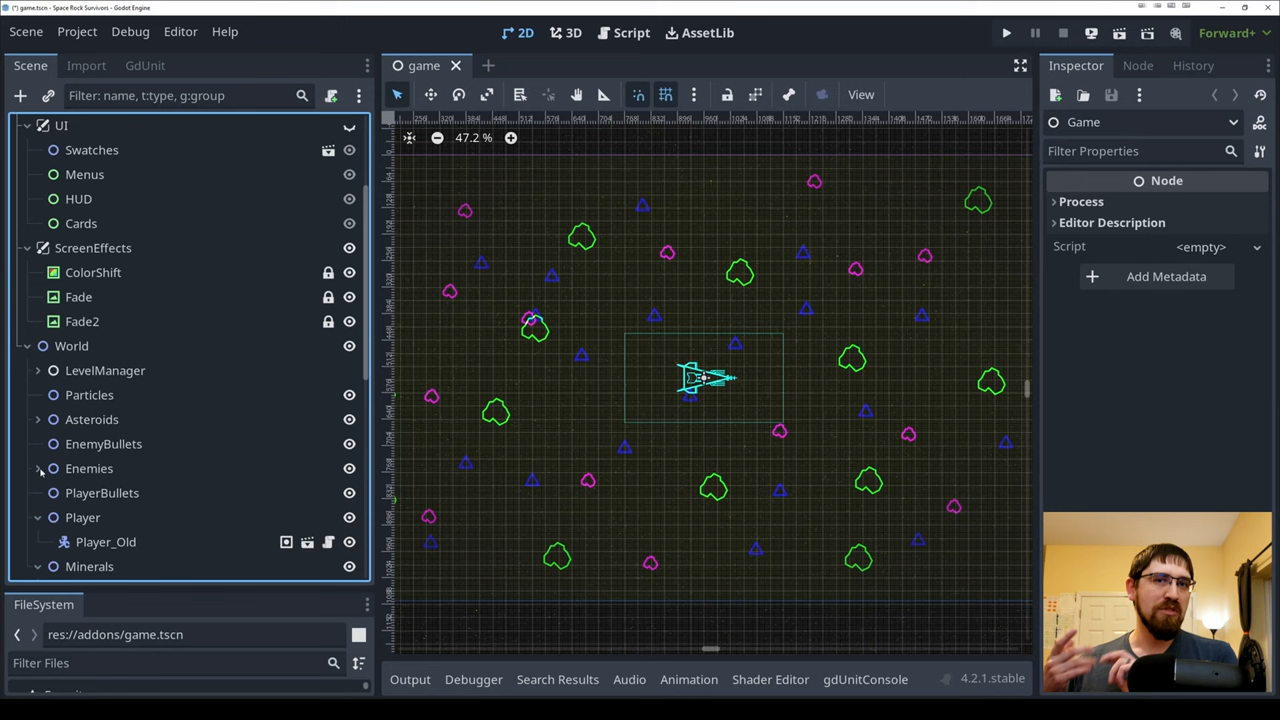 (*) game.tscn - Space Rock Survivors - Godot Engine
Scene Project Debug Editor Help
2D 3D Script AssetLib
Forward+
Scene Import GdUnit
Filter: name, t:type, g:group
UI
Swatches
Menus
HUD
Cards
ScreenEffects
ColorShift
Fade
Fade2
World
LevelManager
Particles
Asteroids
EnemyBullets
Enemies
PlayerBullets
Player
Player_Old
Minerals
FileSystem
res://addons/game.tscn
Filter Files
game
View
47.2 %
Output Debugger Search Results Audio Animation Shader Editor gdUnitConsole
4.2.1.stable
Inspector Node History
Game
Filter Properties
Node
Process
Editor Description
Script <empty>
Add Metadata